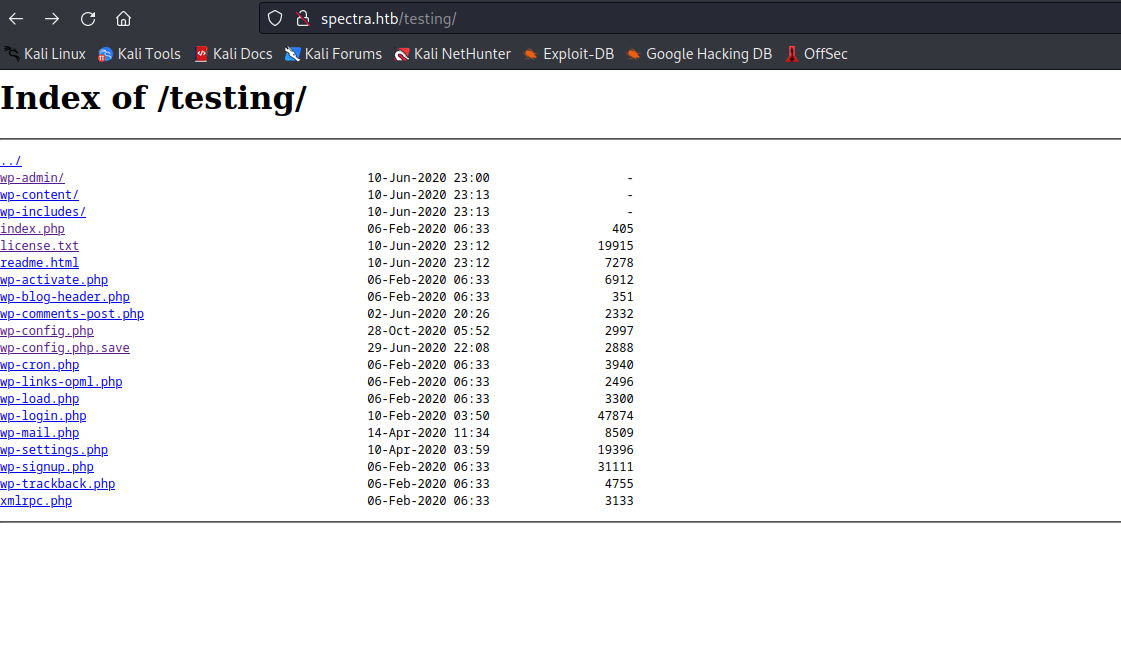 spectra.htb/testing/
Kali Linux Kali Tools Kali Docs Kali Forums Kali NetHunter Exploit-DB Google Hacking DB OffSec
Index of /testing/
../
wp-admin/ 10-Jun-2020 23:00 -
wp-content/ 10-Jun-2020 23:13 -
wp-includes/ 10-Jun-2020 23:13 -
index.php 06-Feb-2020 06:33 405
license.txt 10-Jun-2020 23:12 19915
readme.html 10-Jun-2020 23:12 7278
wp-activate.php 06-Feb-2020 06:33 6912
wp-blog-header.php 06-Feb-2020 06:33 351
wp-comments-post.php 02-Jun-2020 20:26 2332
wp-config.php 28-Oct-2020 05:52 2997
wp-config.php.save 29-Jun-2020 22:08 2888
wp-cron.php 06-Feb-2020 06:33 3940
wp-links-opml.php 06-Feb-2020 06:33 2496
wp-load.php 06-Feb-2020 06:33 3300
wp-login.php 10-Feb-2020 03:50 47874
wp-mail.php 14-Apr-2020 11:34 8509
wp-settings.php 10-Apr-2020 03:59 19396
wp-signup.php 06-Feb-2020 06:33 31111
wp-trackback.php 06-Feb-2020 06:33 4755
xmlrpc.php 06-Feb-2020 06:33 3133